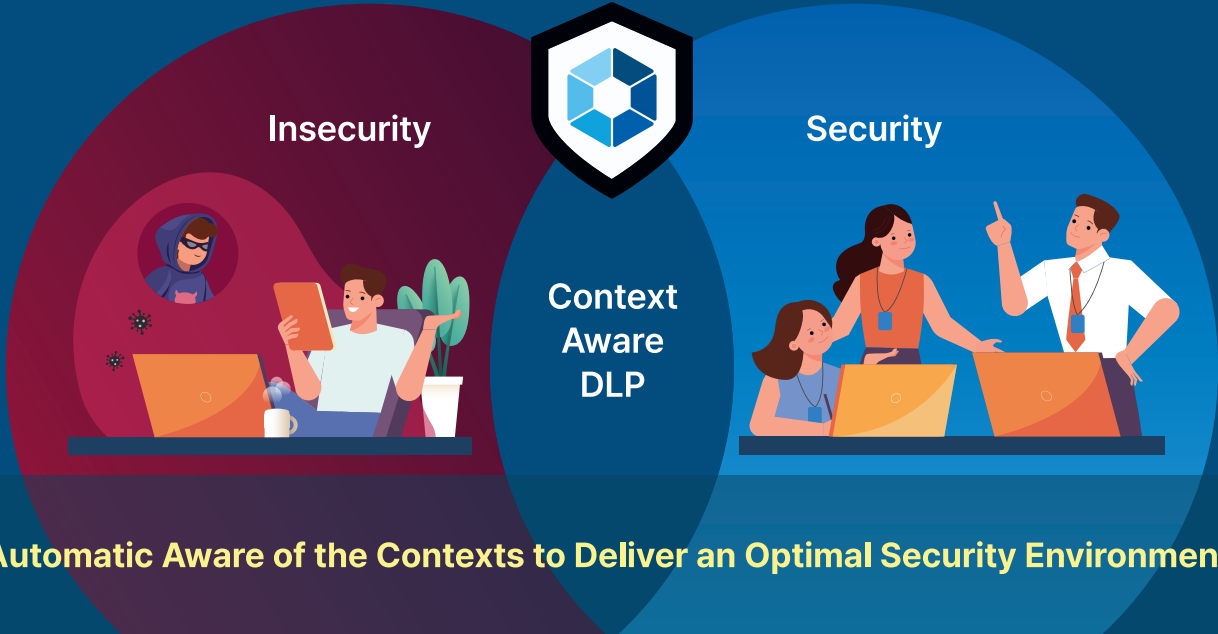 Insecurity
Security
Context
Aware
DLP
Automatic Aware of the Contexts to Deliver an Optimal Security Environmen